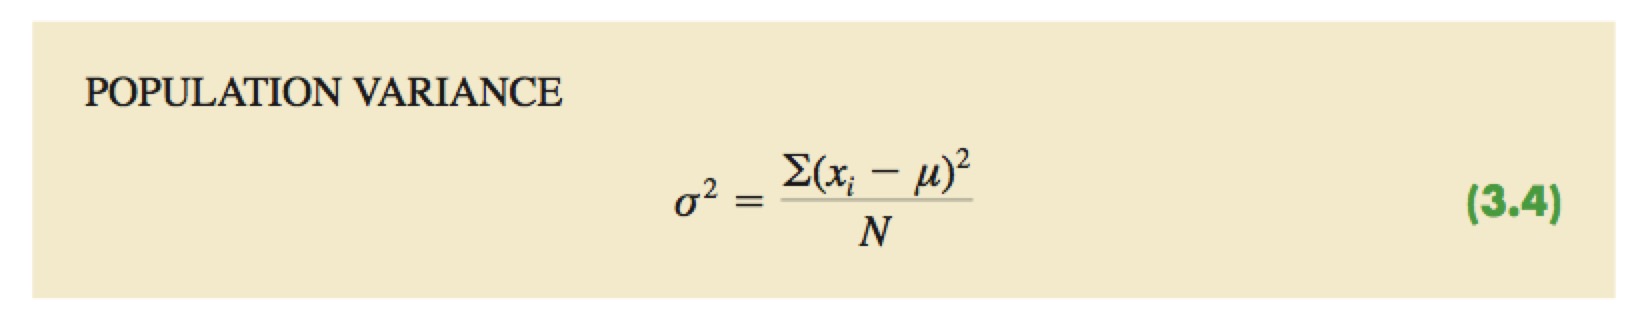 POPULATION VARIANCE
σ² = Σ(xᵢ − μ)² / N (3.4)